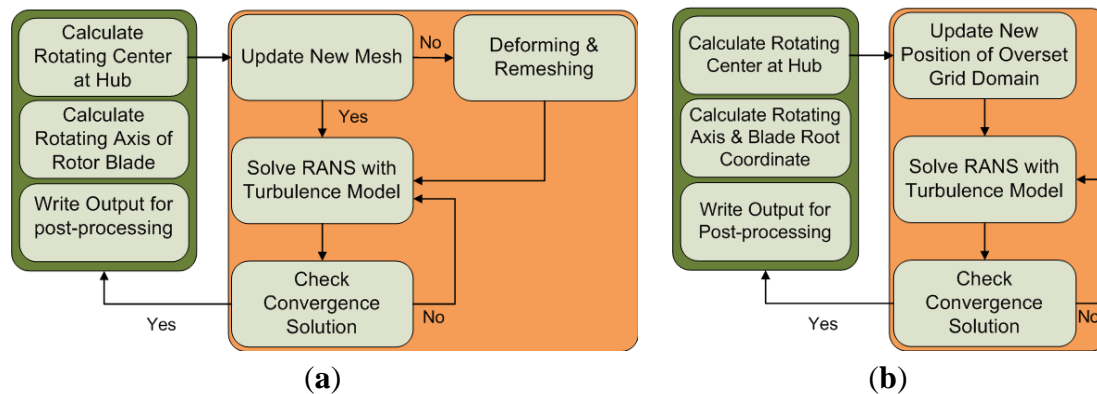 Calculate
Rotating Center
at Hub
Calculate
Rotating Axis of
Rotor Blade
Write Output for
post-processing
Update New Mesh
No
Deforming &
Remeshing
Yes
Solve RANS with
Turbulence Model
Check
Convergence
Solution
No
Yes
(a)
Calculate Rotating
Center at Hub
Calculate Rotating
Axis & Blade Root
Coordinate
Write Output for
Post-processing
Update New
Position of Overset
Grid Domain
Solve RANS with
Turbulence Model
Check
Convergence
Solution
No
Yes
(b)